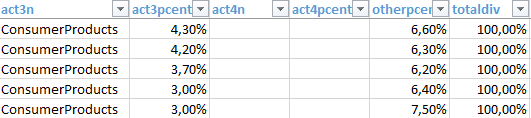 act3n act3pcent act4n act4pcent otherpcen totaldiv
ConsumerProducts 4,30% 6,60% 100,00%
ConsumerProducts 4,20% 6,30% 100,00%
ConsumerProducts 3,70% 6,20% 100,00%
ConsumerProducts 3,00% 6,40% 100,00%
ConsumerProducts 3,00% 7,50% 100,00%